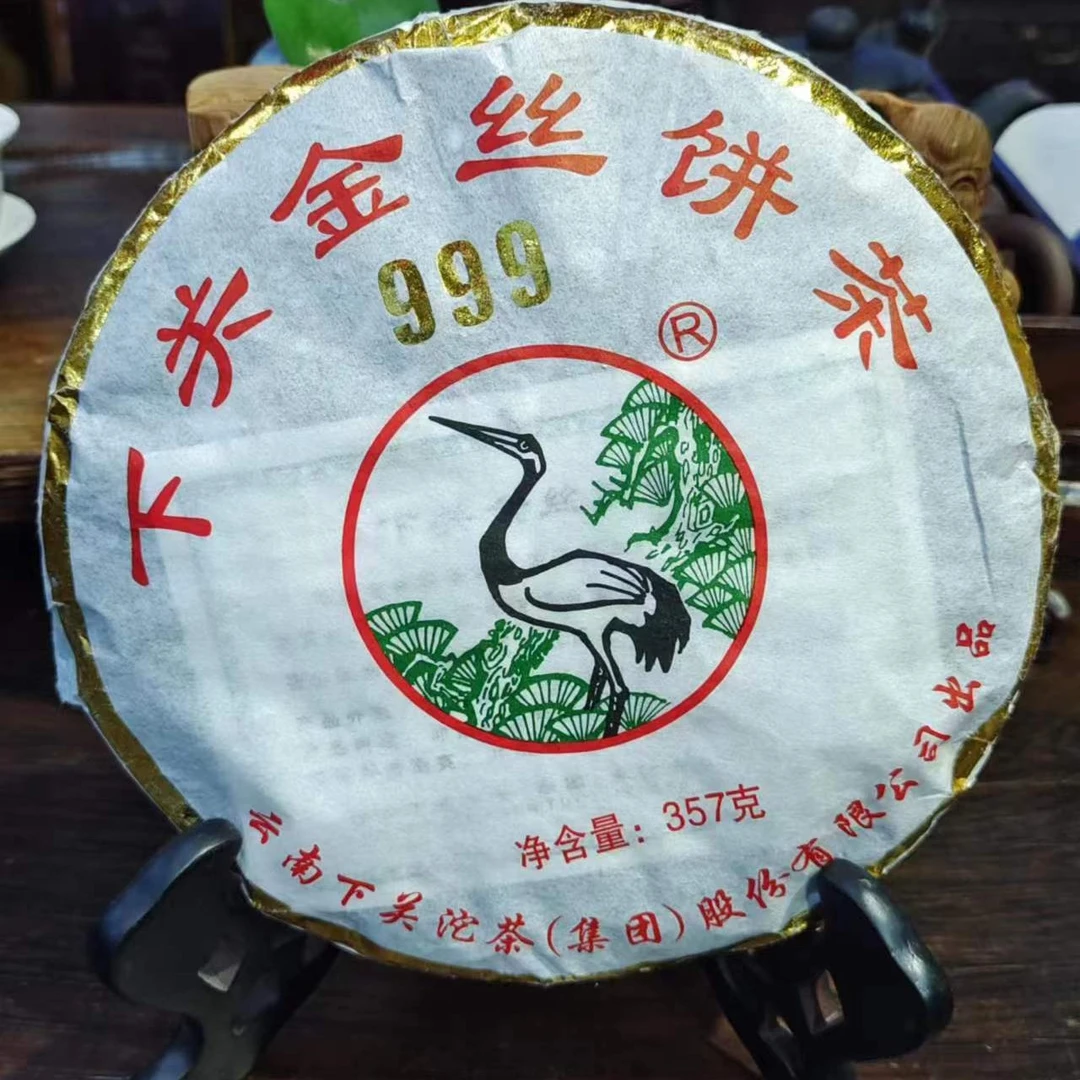 下关金丝饼茶
999
®
净含量：357克
云南下关沱茶(集团)股份有限公司出品